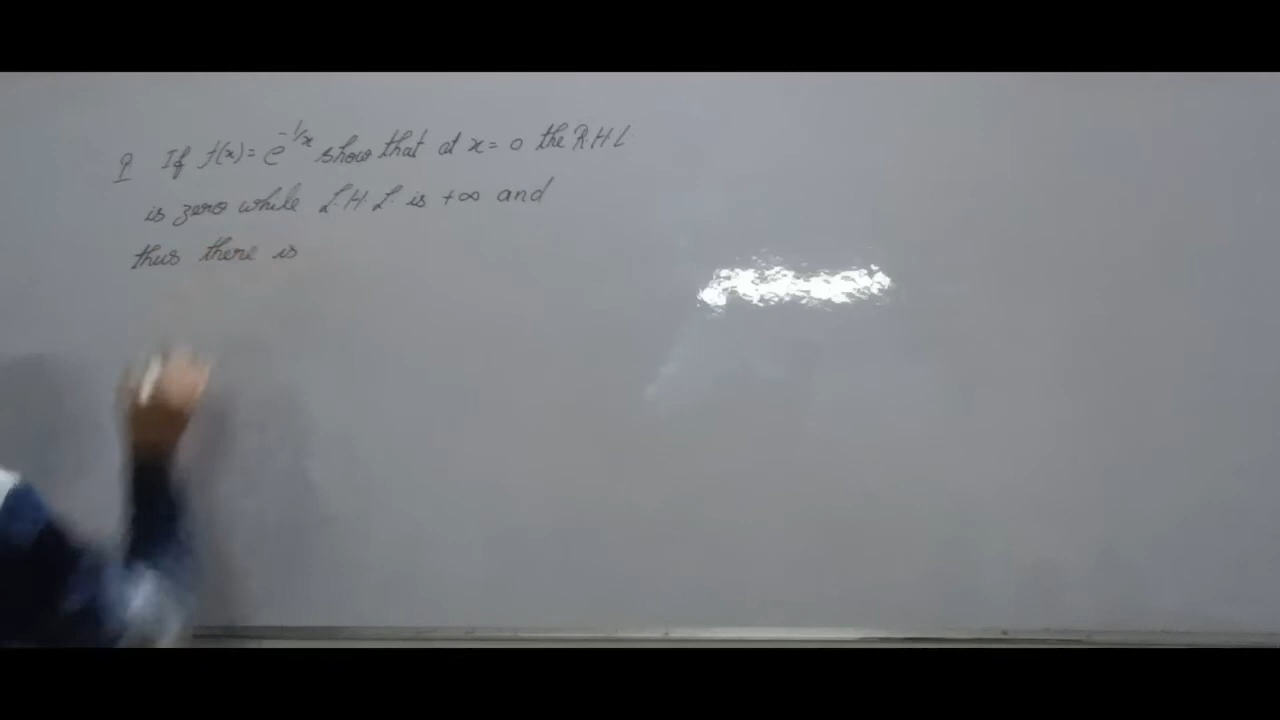 Q If f(x) = e^{-1/x} show that at x = 0 the R.H.L
is zero while L.H.L. is +∞ and
thus there is